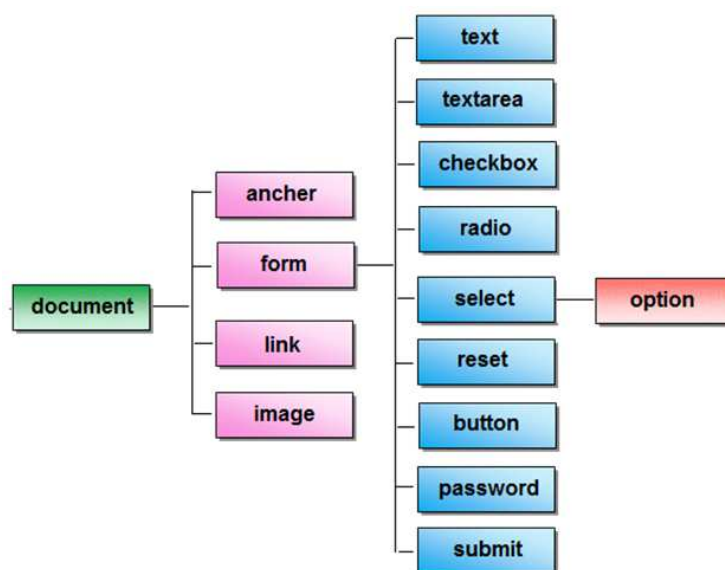 document
ancher
form
link
image
text
textarea
checkbox
radio
select
reset
button
password
submit
option